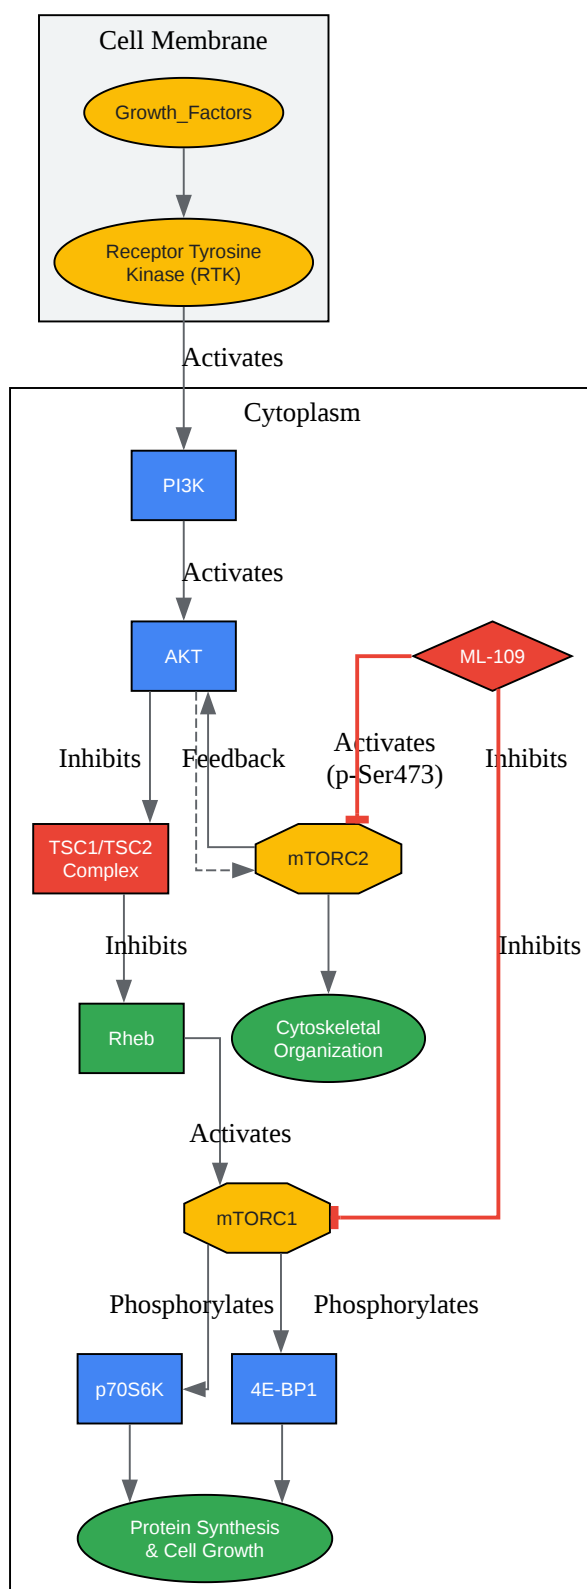 Cell Membrane
Growth_Factors
Receptor Tyrosine
Kinase (RTK)
Activates
Cytoplasm
PI3K
Activates
AKT
ML-109
Inhibits
Feedback
Activates
(p-Ser473)
Inhibits
TSC1/TSC2
Complex
mTORC2
Inhibits
Inhibits
Rheb
Cytoskeletal
Organization
Activates
mTORC1
Phosphorylates
Phosphorylates
p70S6K
4E-BP1
Protein Synthesis
& Cell Growth